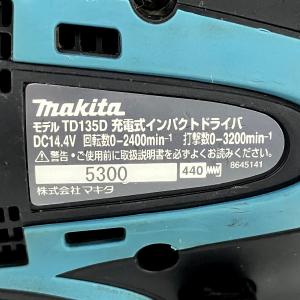 makita
モデル TD135D 充電式インパクトドライバ
DC14.4V 回転数0-2400min⁻¹ 打撃数0-3200min⁻¹
⚠警告・ご使用前に取扱説明書を必ずよくお読みください。
8645141
5300 440
株式会社マキタ